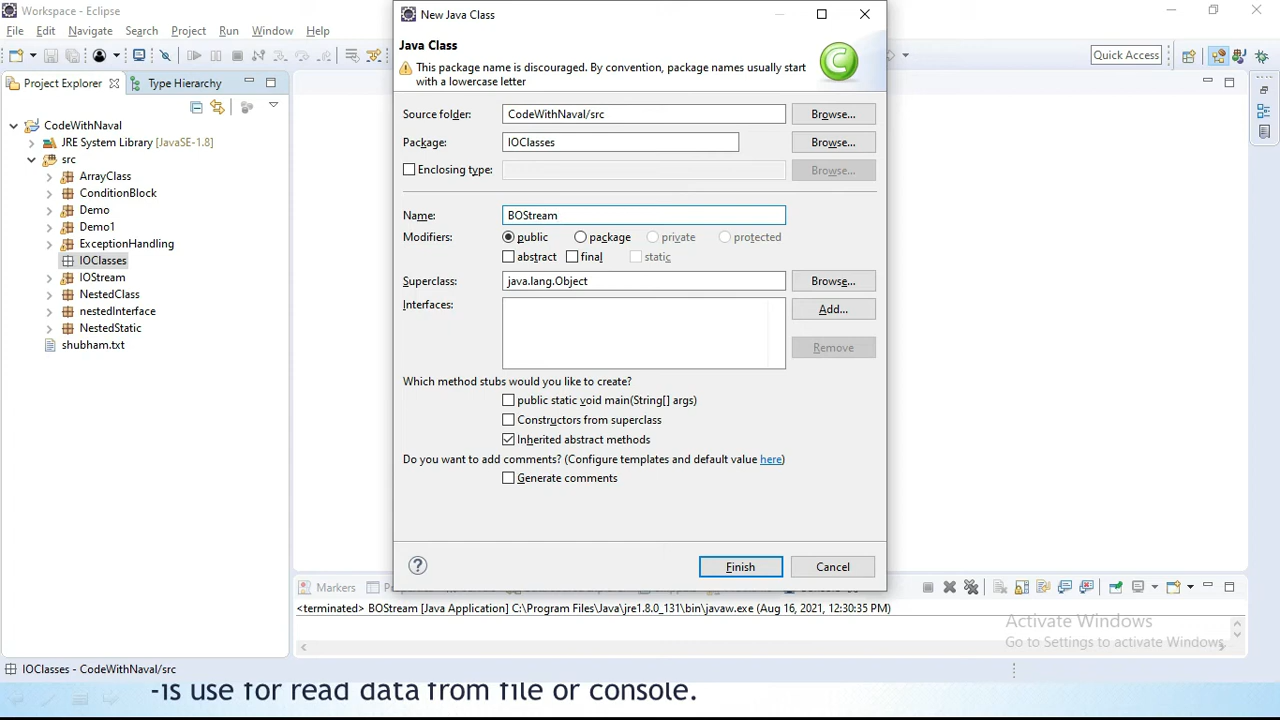 Workspace - Eclipse
New Java Class
File Edit Navigate Search Project Run Window Help
Java Class
This package name is discouraged. By convention, package names usually start
with a lowercase letter
Quick Access
Project Explorer
Type Hierarchy
CodeWithNaval
JRE System Library [JavaSE-1.8]
src
ArrayClass
ConditionBlock
Demo
Demo1
ExceptionHandling
IOClasses
IOStream
NestedClass
nestedInterface
NestedStatic
shubham.txt
Source folder: CodeWithNaval/src Browse...
Package: IOClasses Browse...
Enclosing type: Browse...
Name: BOStream
Modifiers: public package private protected
abstract final static
Superclass: java.lang.Object Browse...
Interfaces: Add...
Remove
Which method stubs would you like to create?
public static void main(String[] args)
Constructors from superclass
Inherited abstract methods
Do you want to add comments? (Configure templates and default value here)
Generate comments
Finish Cancel
Markers
<terminated> BOStream [Java Application] C:\Program Files\Java\jre1.8.0_131\bin\javaw.exe (Aug 16, 2021, 12:30:35 PM)
Activate Windows
Go to Settings to activate Windows.
IOClasses - CodeWithNaval/src
-is use for read data from file or console.